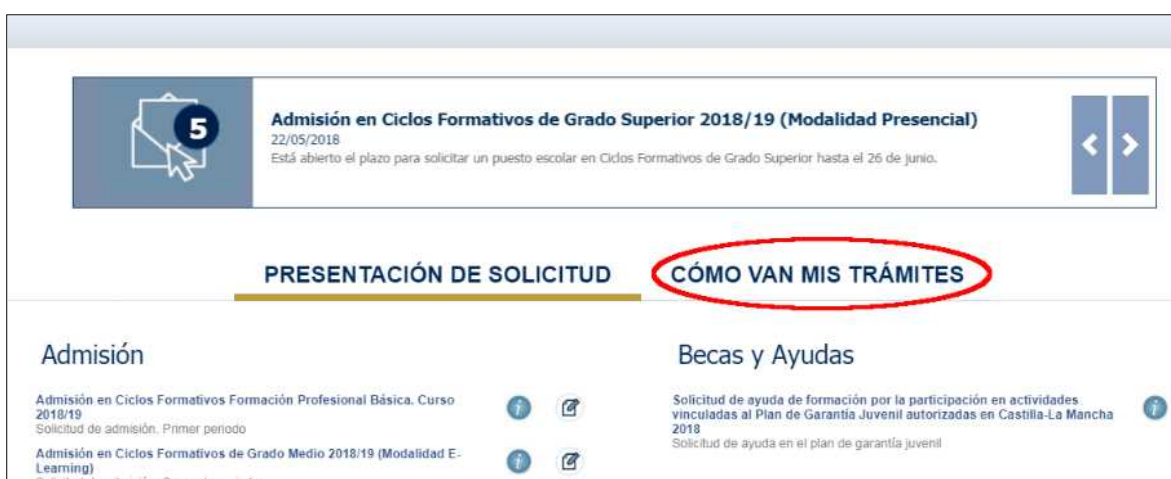 5
Admisión en Ciclos Formativos de Grado Superior 2018/19 (Modalidad Presencial)
22/05/2018
Está abierto el plazo para solicitar un puesto escolar en Ciclos Formativos de Grado Superior hasta el 26 de junio.
PRESENTACIÓN DE SOLICITUD
CÓMO VAN MIS TRÁMITES
Admisión
Admisión en Ciclos Formativos Formación Profesional Básica. Curso
2018/19
Solicitud de admisión. Primer periodo
Admisión en Ciclos Formativos de Grado Medio 2018/19 (Modalidad E-
Learning)
Becas y Ayudas
Solicitud de ayuda de formación por la participación en actividades
vinculadas al Plan de Garantía Juvenil autorizadas en Castilla-La Mancha
2018
Solicitud de ayuda en el plan de garantía juvenil